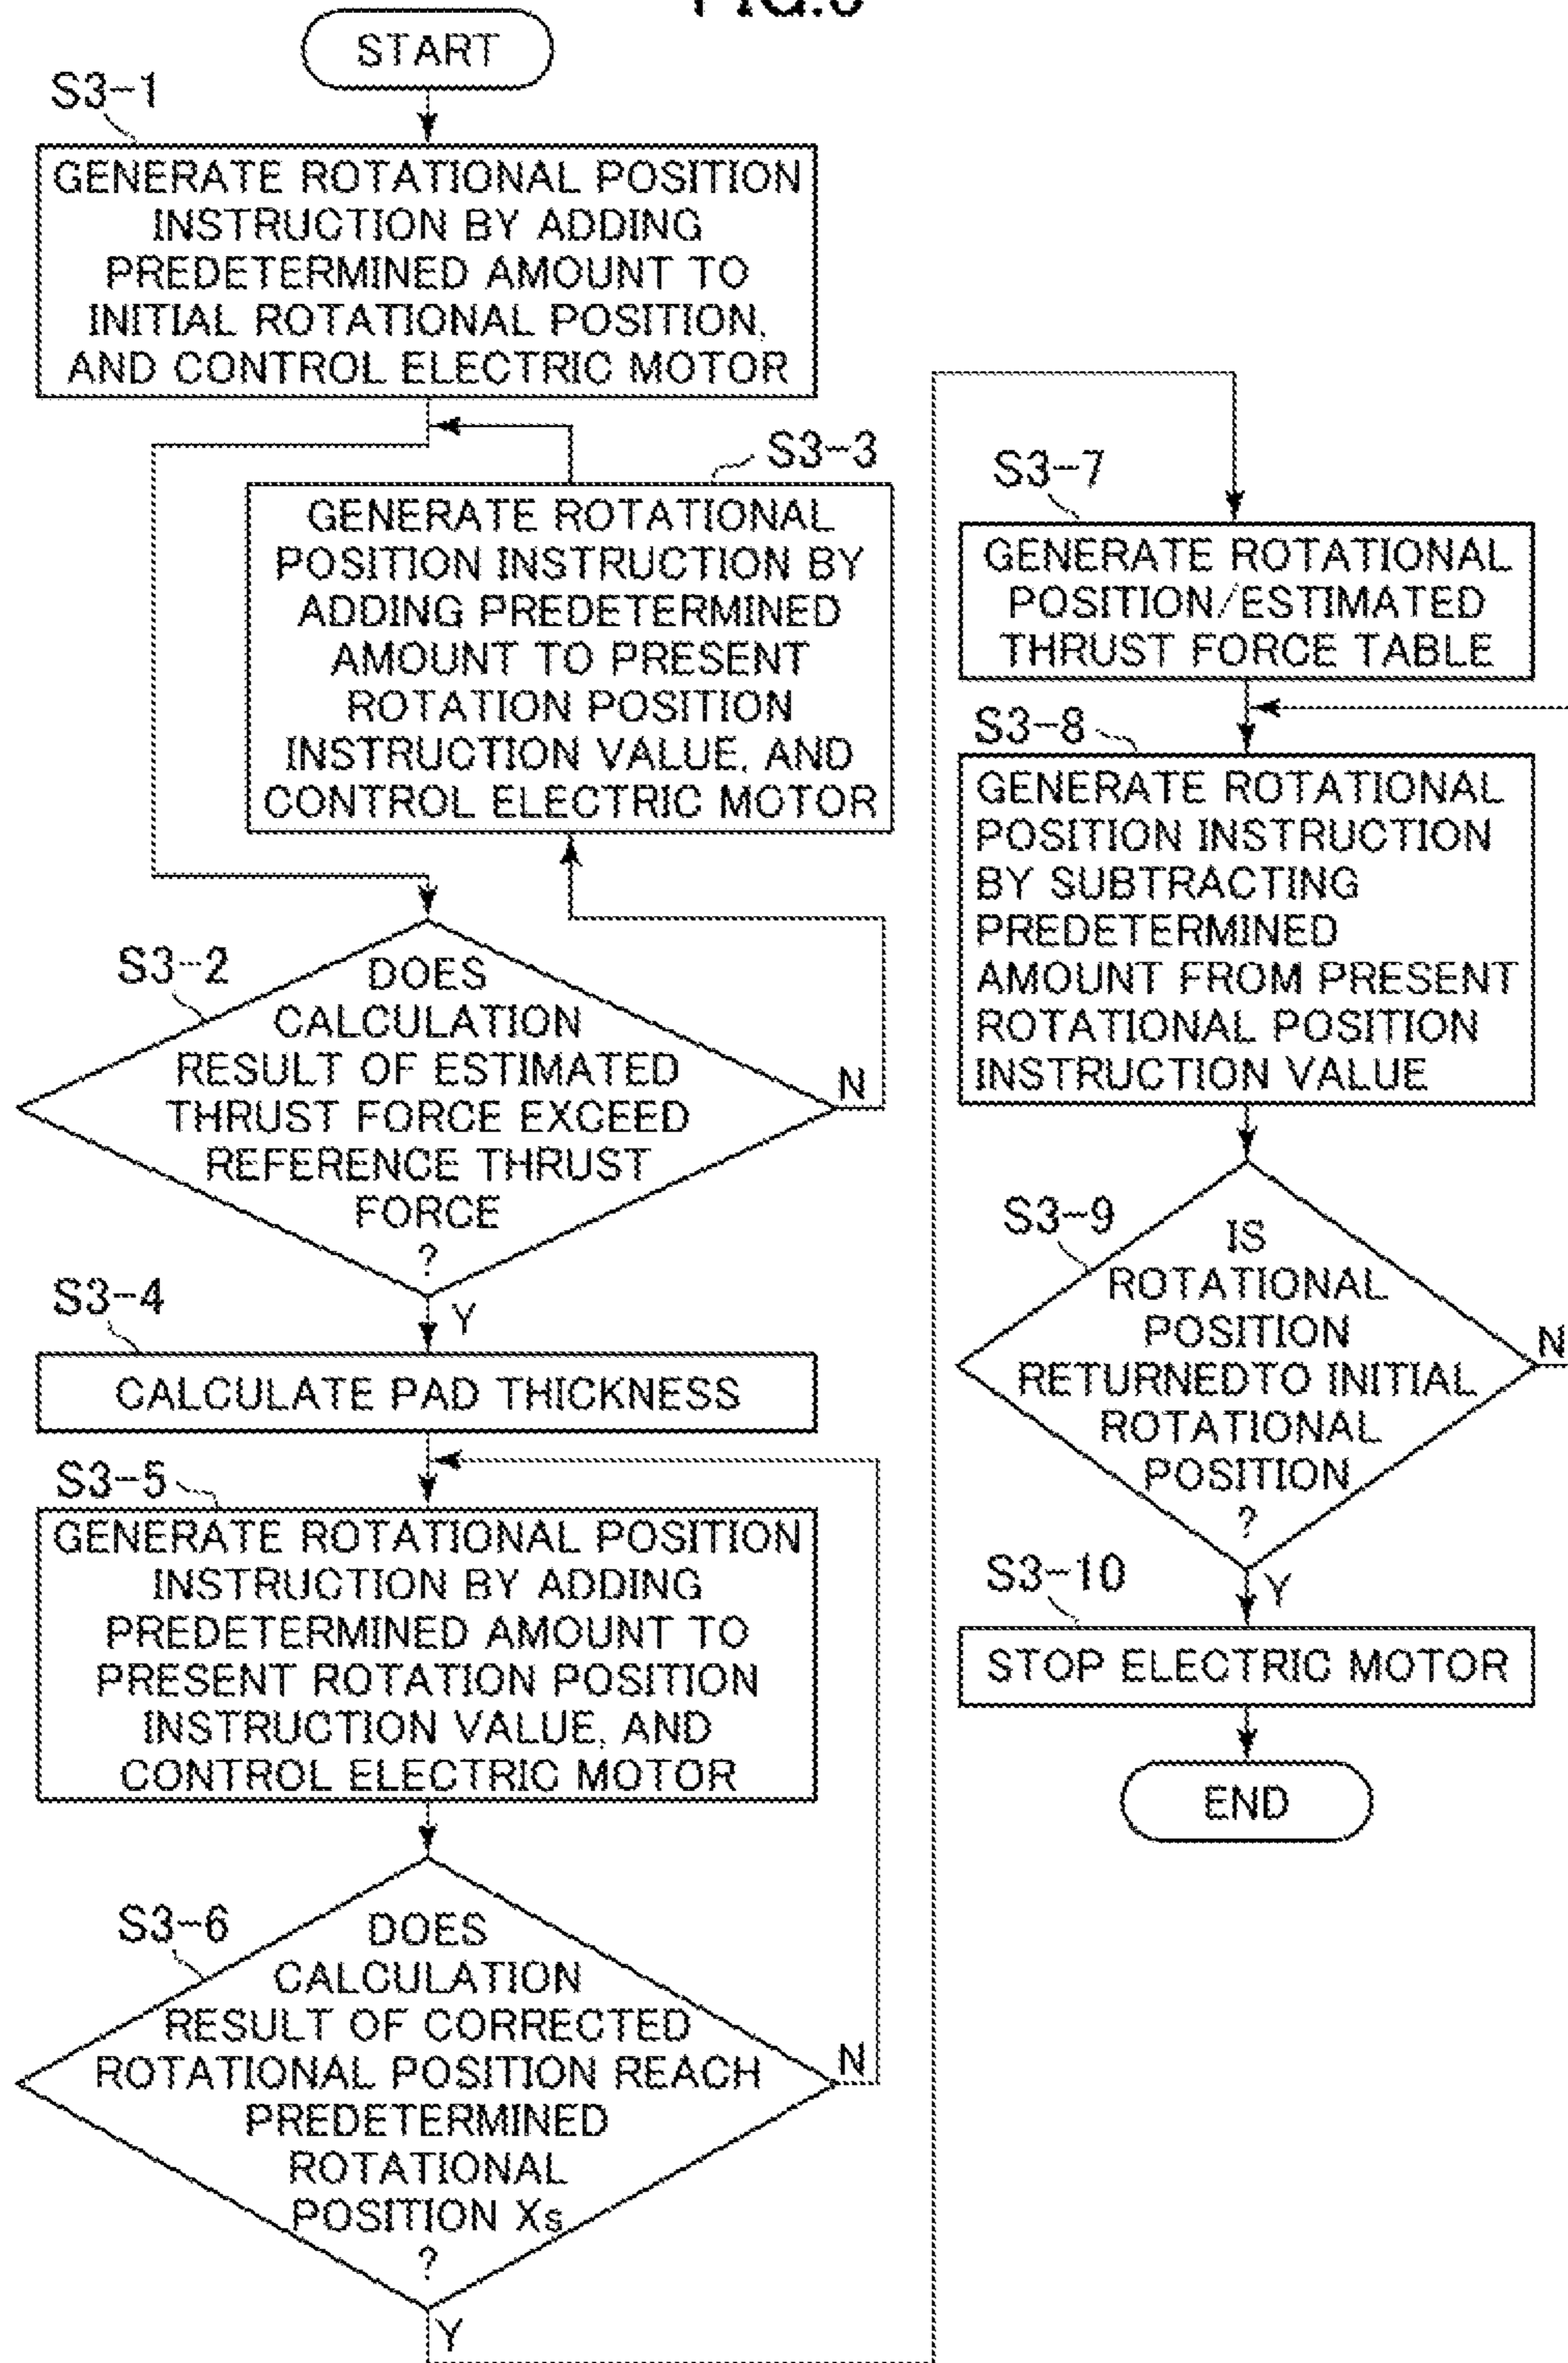 START
S3-1
GENERATE ROTATIONAL POSITION
INSTRUCTION BY ADDING
PREDETERMINED AMOUNT TO
INITIAL ROTATIONAL POSITION,
AND CONTROL ELECTRIC MOTOR
S3-3
GENERATE ROTATIONAL
POSITION INSTRUCTION BY
ADDING PREDETERMINED
AMOUNT TO PRESENT
ROTATION POSITION
INSTRUCTION VALUE, AND
CONTROL ELECTRIC MOTOR
S3-2
DOES
CALCULATION
RESULT OF ESTIMATED
THRUST FORCE EXCEED
REFERENCE THRUST
FORCE
?
N
Y
S3-4
CALCULATE PAD THICKNESS
S3-5
GENERATE ROTATIONAL POSITION
INSTRUCTION BY ADDING
PREDETERMINED AMOUNT TO
PRESENT ROTATION POSITION
INSTRUCTION VALUE, AND
CONTROL ELECTRIC MOTOR
S3-6
DOES
CALCULATION
RESULT OF CORRECTED
ROTATIONAL POSITION REACH
PREDETERMINED
ROTATIONAL
POSITION Xs
?
N
Y
S3-7
GENERATE ROTATIONAL
POSITION/ESTIMATED
THRUST FORCE TABLE
S3-8
GENERATE ROTATIONAL
POSITION INSTRUCTION
BY SUBTRACTING
PREDETERMINED
AMOUNT FROM PRESENT
ROTATIONAL POSITION
INSTRUCTION VALUE
S3-9
IS
ROTATIONAL
POSITION
RETURNEDTO INITIAL
ROTATIONAL
POSITION
?
N
Y
S3-10
STOP ELECTRIC MOTOR
END